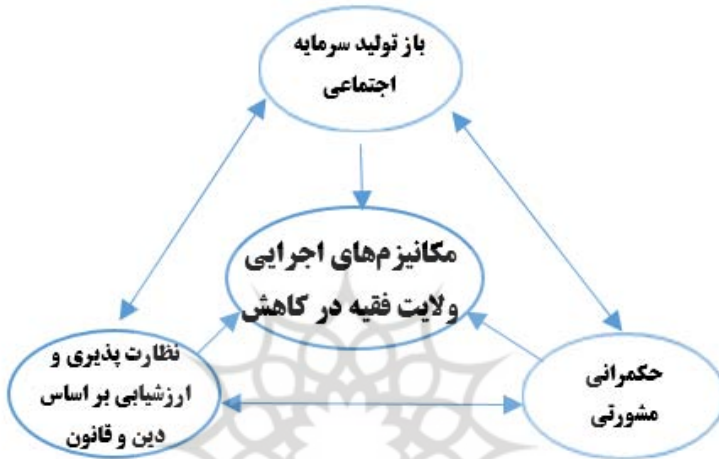 باز تولید سرمایه
اجتماعی
مکانیزم‌های اجرایی
ولایت فقیه در کاهش
نظارت پذیری و
ارزشیابی بر اساس
دین و قانون
حکمرانی
مشورتی